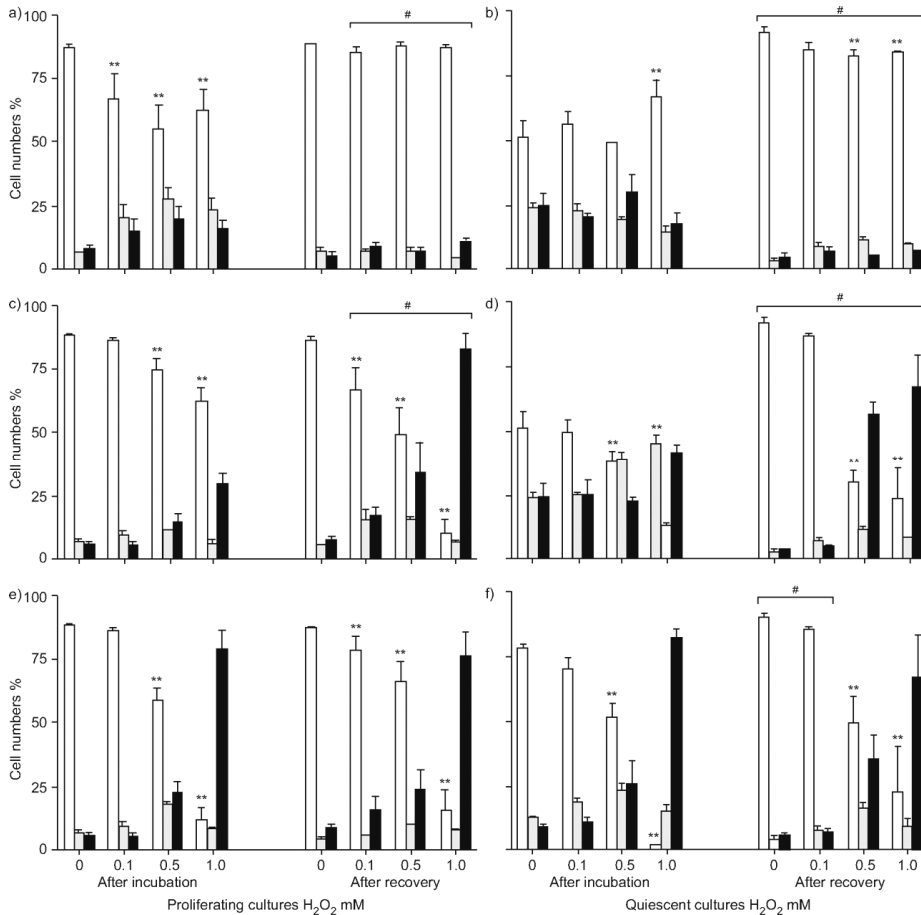 a) 100 # b) #
** ** ** ** ** **
75
50
25
0
Cell numbers %
c) 100 # d) #
** ** ** ** ** ** ** ** **
75
50
25
0
Cell numbers %
e) 100 f) #
** ** ** ** ** ** ** ** **
75
50
25
0
Cell numbers %
0 0.1 0.5 1.0 0 0.1 0.5 1.0 0 0.1 0.5 1.0 0 0.1 0.5 1.0
After incubation After recovery After incubation After recovery
Proliferating cultures H₂O₂ mM Quiescent cultures H₂O₂ mM